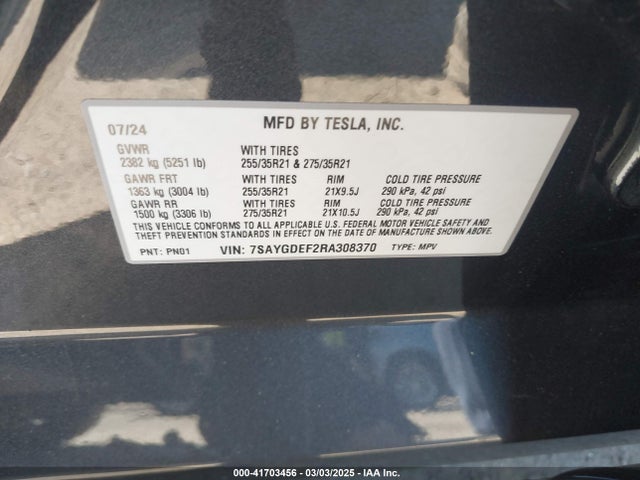 07/24 MFD BY TESLA, INC.
GVWR WITH TIRES
2382 kg (5251 lb) 255/35R21 & 275/35R21
GAWR FRT WITH TIRES RIM COLD TIRE PRESSURE
1363 kg (3004 lb) 255/35R21 21X9.5J 290 kPa, 42 psi
GAWR RR WITH TIRES RIM COLD TIRE PRESSURE
1500 kg (3306 lb) 275/35R21 21X10.5J 290 kPa, 42 psi
THIS VEHICLE CONFORMS TO ALL APPLICABLE U.S. FEDERAL MOTOR VEHICLE SAFETY AND
THEFT PREVENTION STANDARDS IN EFFECT ON THE DATE OF MANUFACTURE SHOWN ABOVE.
PNT: PN01 VIN: 7SAYGDEF2RA308370 TYPE: MPV
000-41703456 - 03/03/2025 - IAA Inc.